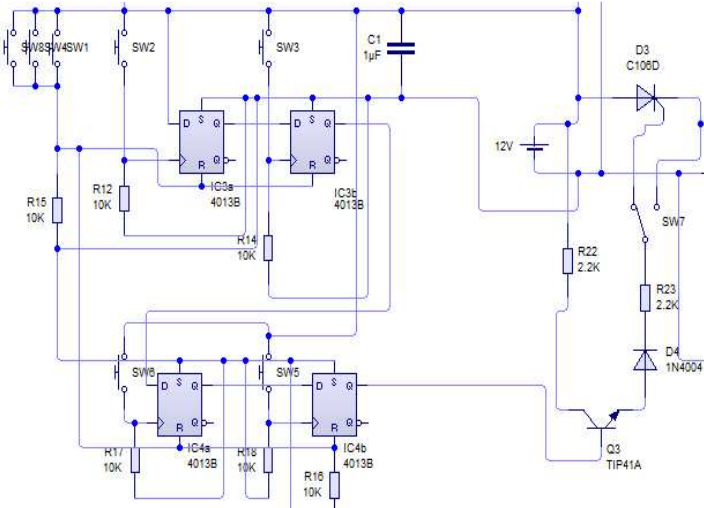 SW8
SW4
SW1
SW2
SW3
C1
1µF
D3
C106D
D S Q
R Q
D S Q
R Q
12V
IC3a
4013B
IC3b
4013B
R15
10K
R12
10K
R14
10K
SW7
R22
2.2K
R23
2.2K
D4
1N4004
SW6
SW5
D S Q
R Q
D S Q
R Q
IC4a
4013B
IC4b
4013B
R17
10K
R18
10K
R16
10K
Q3
TIP41A